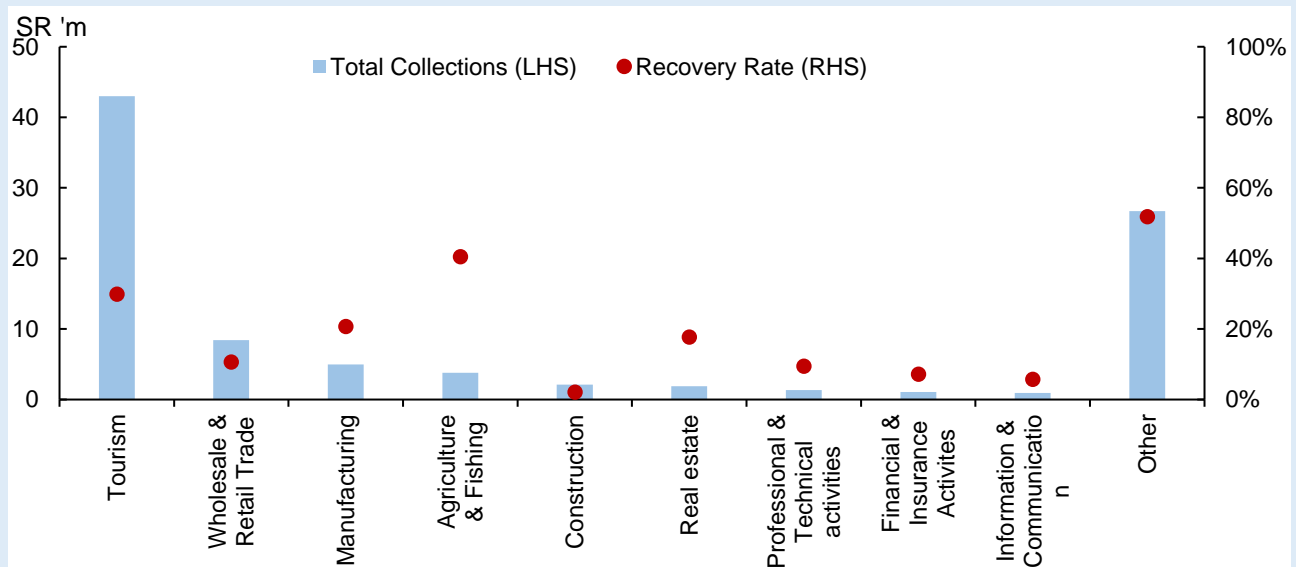 SR 'm
50
40
30
20
10
0
Total Collections (LHS)
Recovery Rate (RHS)
100%
80%
60%
40%
20%
0%
Tourism
Wholesale &
Retail Trade
Manufacturing
Agriculture
& Fishing
Construction
Real estate
Professional &
Technical
activities
Financial &
Insurance
Activites
Information &
Communicatio
n
Other